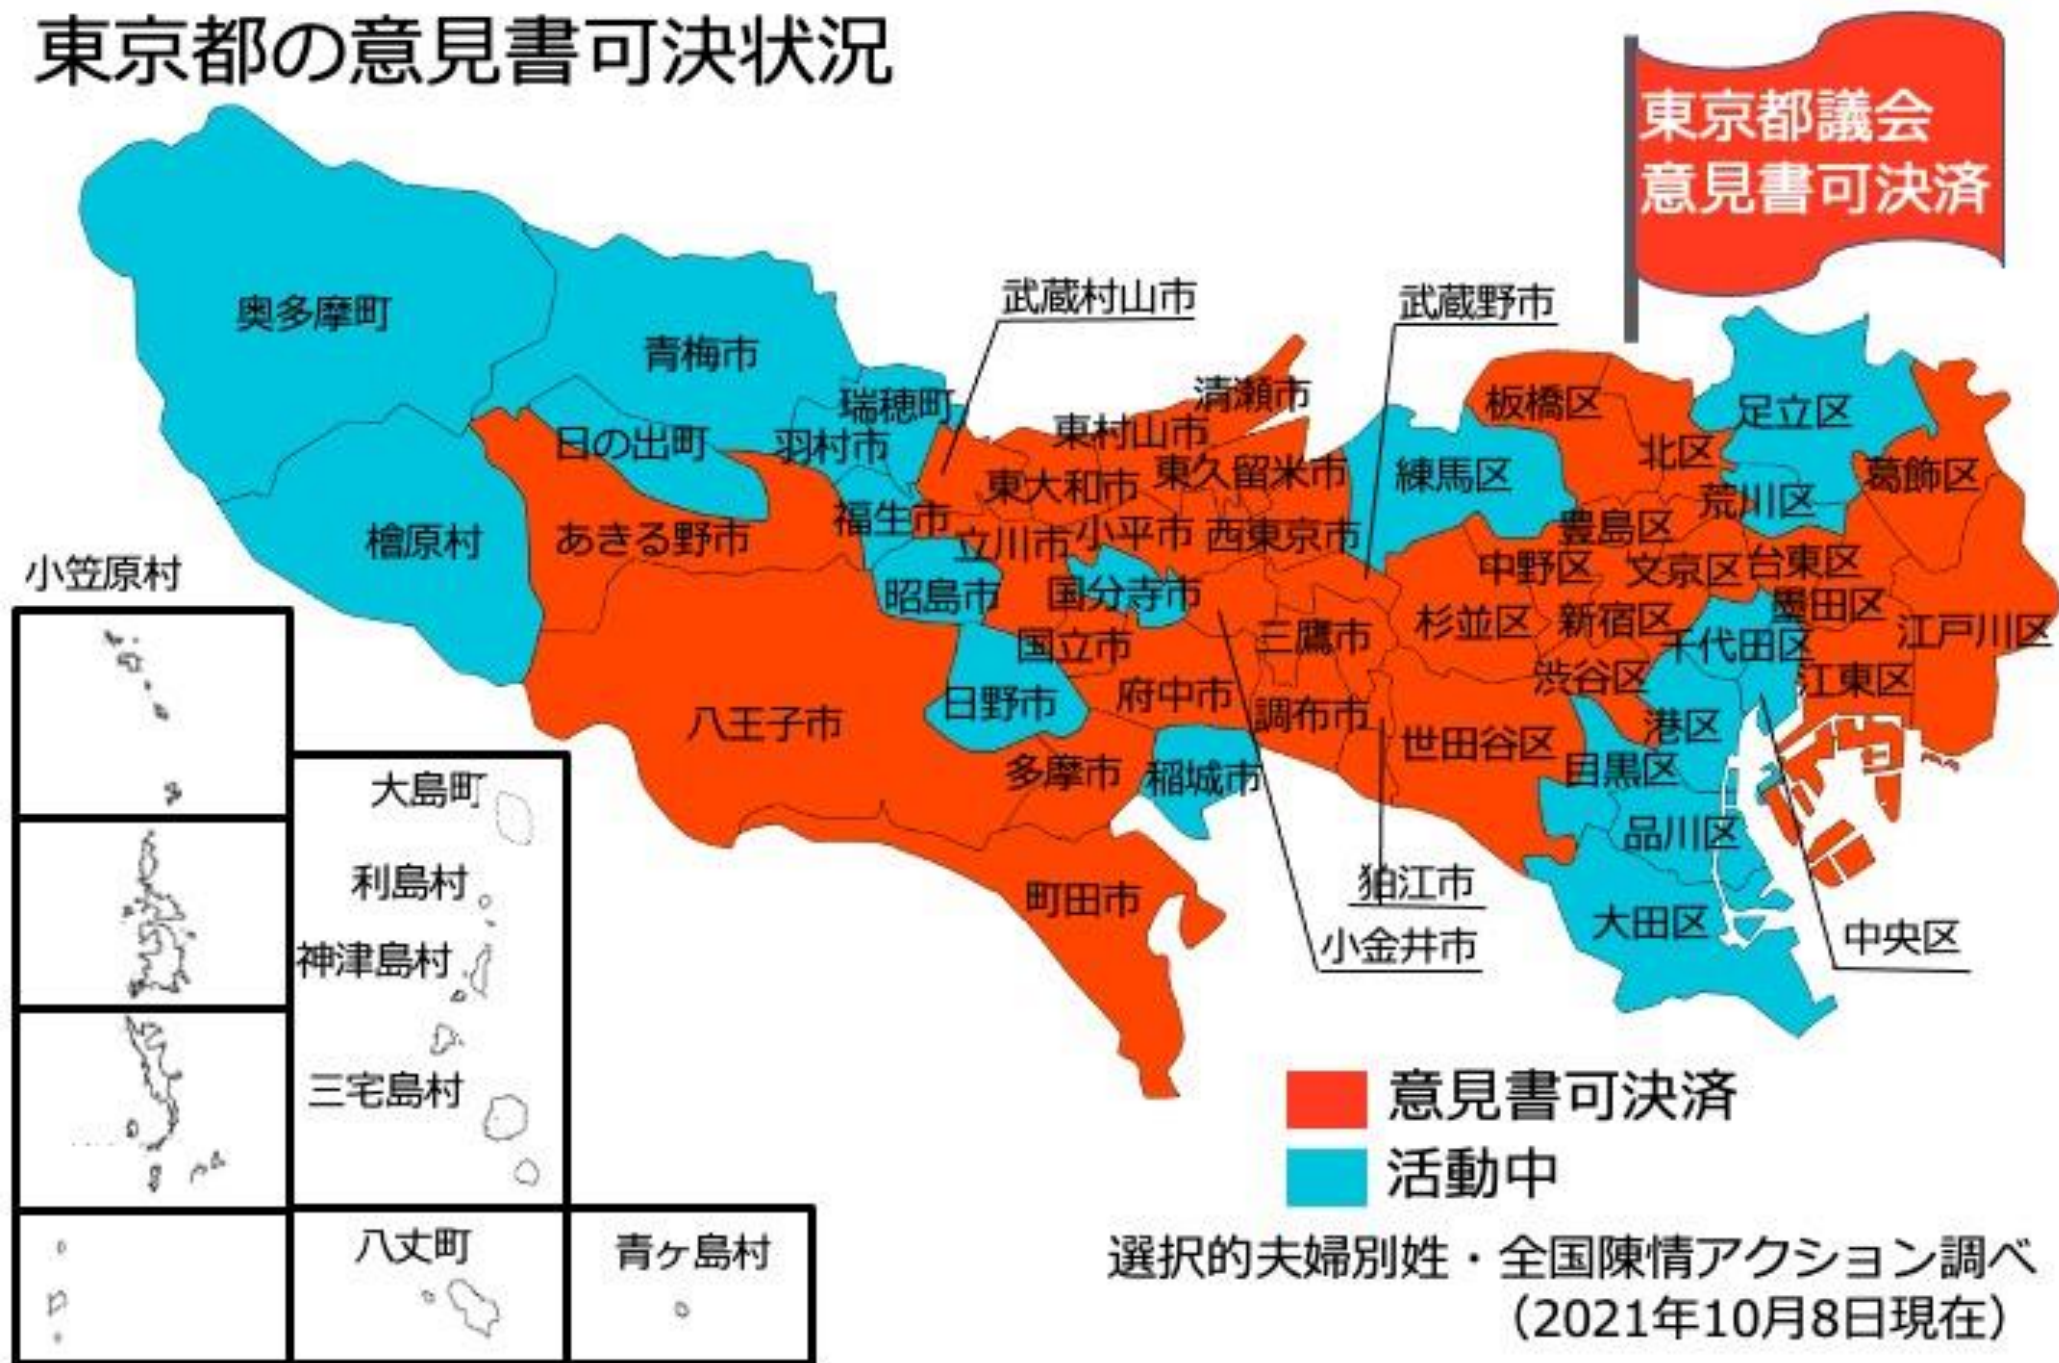 東京都の意見書可決状況
東京都議会
意見書可決済
武蔵村山市
武蔵野市
奥多摩町
青梅市
瑞穂町
清瀬市
板橋区
足立区
日の出町
羽村市
東村山市
北区
東大和市
東久留米市
練馬区
荒川区
葛飾区
檜原村
あきる野市
福生市
立川市
小平市
西東京市
豊島区
中野区
文京区
台東区
昭島市
国分寺市
杉並区
新宿区
墨田区
江戸川区
国立市
三鷹市
千代田区
日野市
府中市
調布市
渋谷区
江東区
八王子市
世田谷区
港区
多摩市
稲城市
目黒区
品川区
町田市
狛江市
小金井市
大田区
中央区
小笠原村
大島町
利島村
神津島村
三宅島村
八丈町
青ヶ島村
意見書可決済
活動中
選択的夫婦別姓・全国陳情アクション調べ
（2021年10月8日現在）